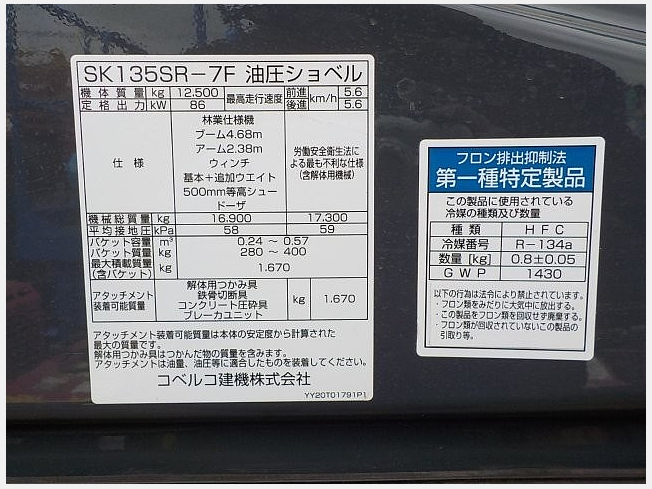 SK135SR-7F 油圧ショベル
機体質量 kg 12,500 最高走行速度 前進 km/h 5.6
定格出力 kW 86 後進 5.6
仕様
林業仕様機
ブーム4.68m
アーム2.38m
ウィンチ
基本+追加ウエイト
500mm等高シュー
ドーザ
労働安全衛生法に
よる最も不利な仕様
(含解体用機械)
機械総質量 kg 16,900 17,300
平均接地圧 kPa 58 59
バケット容量 m³ 0.24 ~ 0.57
バケット質量 kg 280 ~ 400
最大積載質量
(含バケット) kg 1,670
アタッチメント
装着可能質量
解体用つかみ具
鉄骨切断具
コンクリート圧砕具
ブレーカユニット
kg 1,670
アタッチメント装着可能質量は本体の安定度から計算された
最大の質量です。
解体用つかみ具はつかんだ物の質量を含みます。
アタッチメントは油量、油圧等に適合したものを装着してください。
コベルコ建機株式会社
YY20T01791P1
フロン排出抑制法
第一種特定製品
この製品に使用されている
冷媒の種類及び数量
種類 HFC
冷媒番号 R-134a
数量 [kg] 0.8±0.05
GWP 1430
以下の行為は法令により禁止されています。
・フロン類をみだりに大気中に放出する。
・この製品をフロン類を回収せず廃棄する。
・フロン類が回収されていないこの製品の
引取り等。